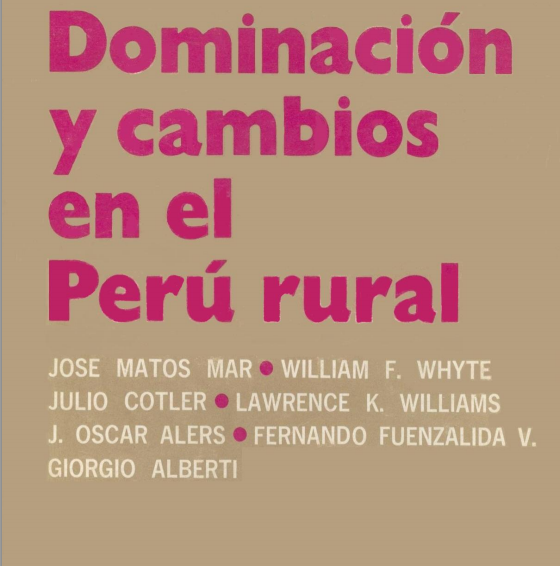 Dominación
y cambios
en el
Perú rural
JOSE MATOS MAR ● WILLIAM F. WHYTE
JULIO COTLER ● LAWRENCE K. WILLIAMS
J. OSCAR ALERS ● FERNANDO FUENZALIDA V.
GIORGIO ALBERTI